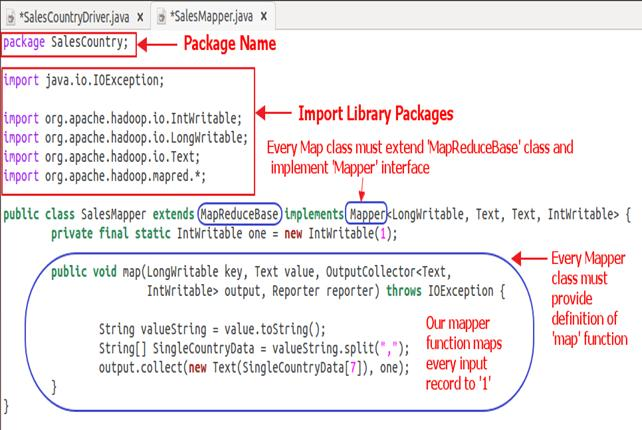 *SalesCountryDriver.java ×
*SalesMapper.java ×
package SalesCountry;
Package Name
import java.io.IOException;
import org.apache.hadoop.io.IntWritable;
import org.apache.hadoop.io.LongWritable;
import org.apache.hadoop.io.Text;
import org.apache.hadoop.mapred.*;
Import Library Packages
Every Map class must extend 'MapReduceBase' class and
implement 'Mapper' interface
public class SalesMapper extends MapReduceBase implements Mapper<LongWritable, Text, Text, IntWritable> {
private final static IntWritable one = new IntWritable(1);
public void map(LongWritable key, Text value, OutputCollector<Text,
IntWritable> output, Reporter reporter) throws IOException {
String valueString = value.toString();
String[] SingleCountryData = valueString.split(",");
output.collect(new Text(SingleCountryData[7]), one);
}
}
Our mapper
function maps
every input
record to '1'
Every Mapper
class must
provide
definition of
'map' function